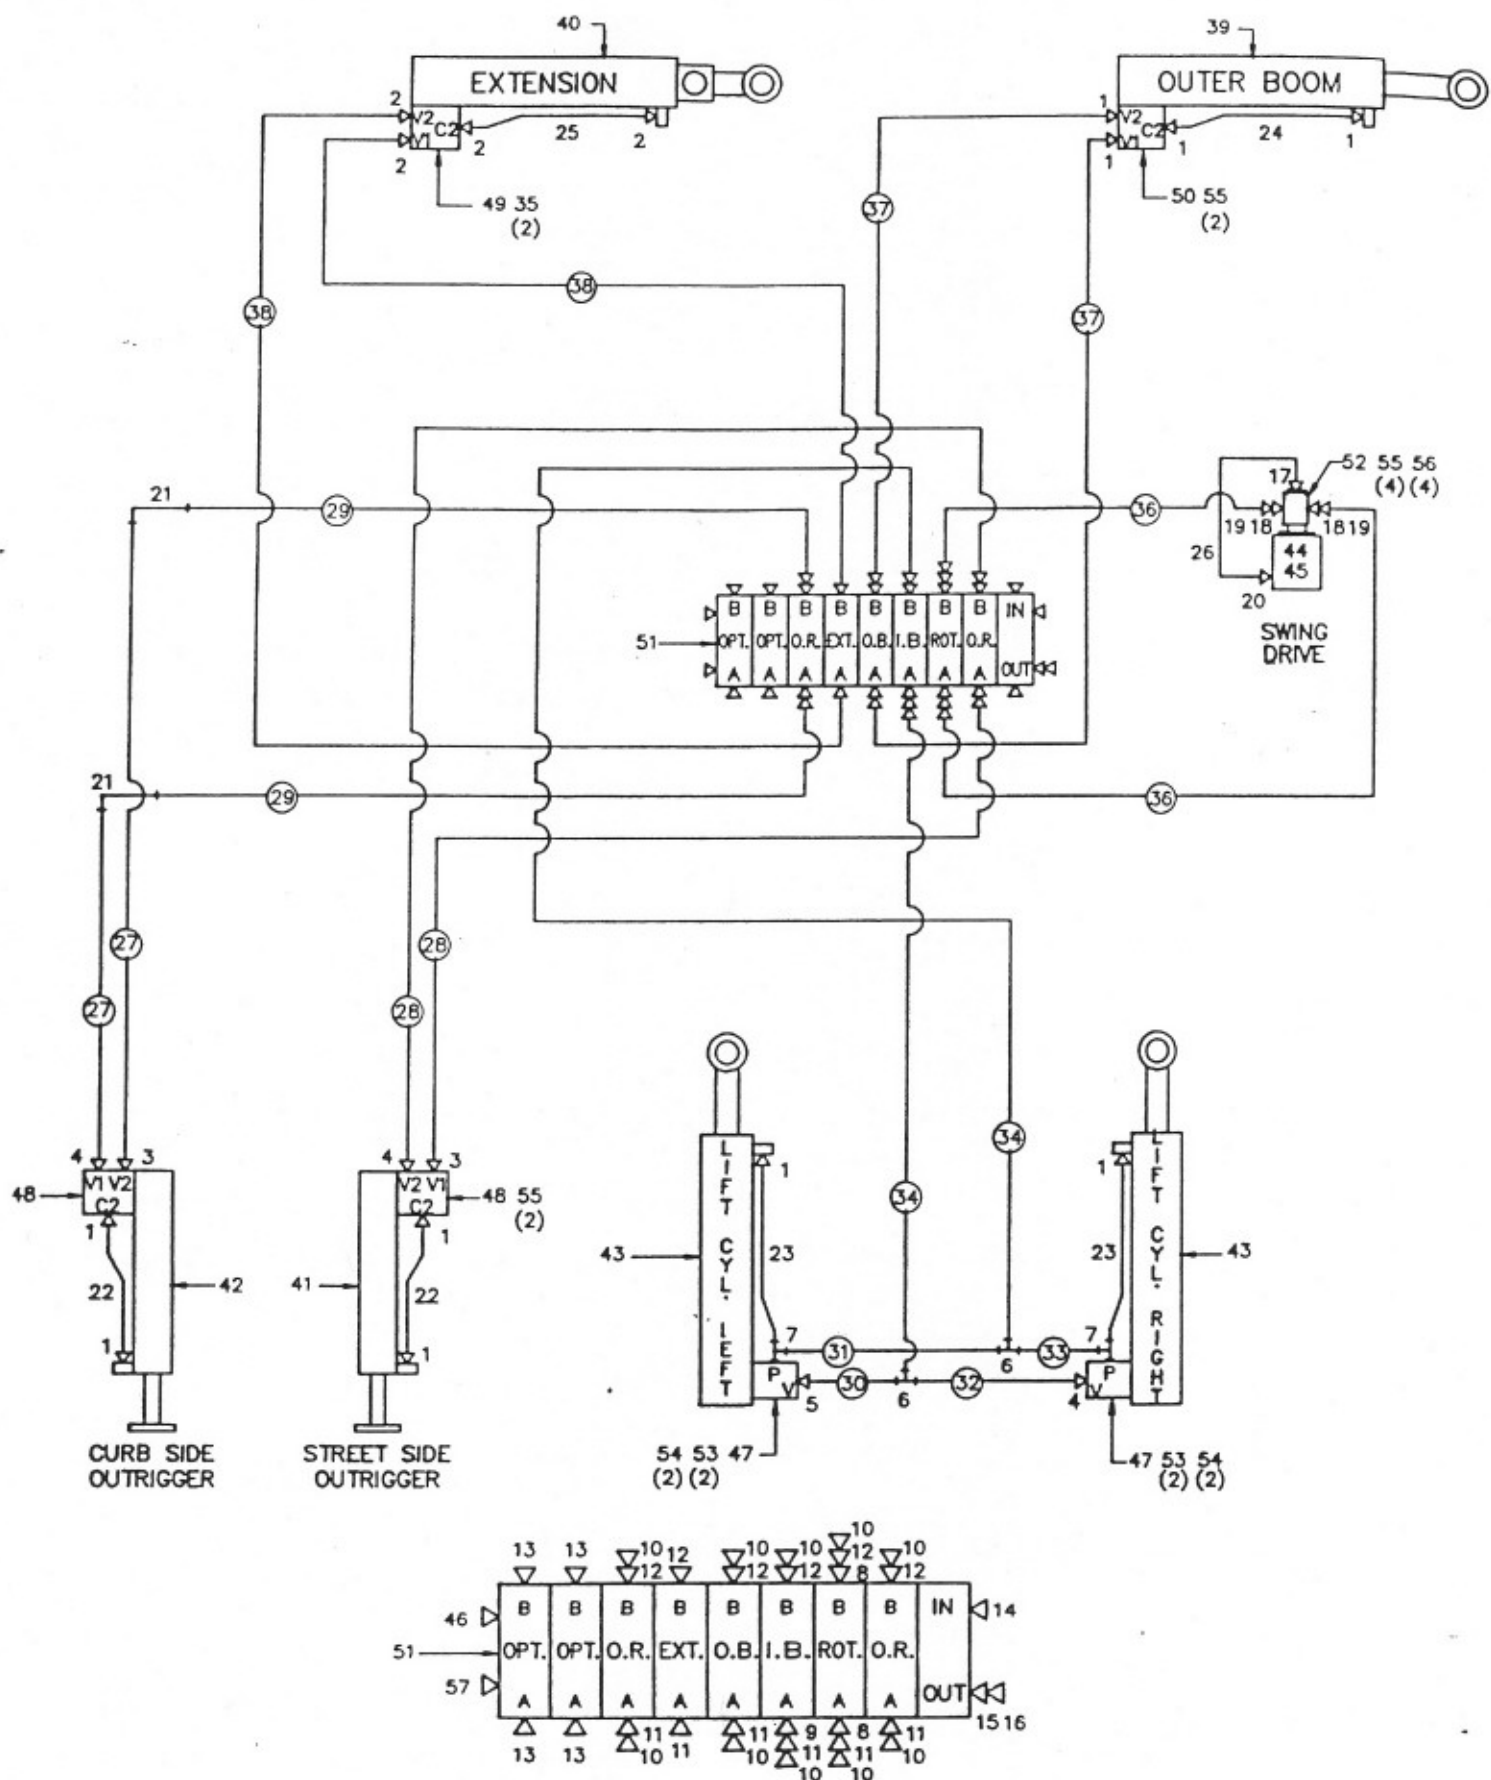 40
39
EXTENSION
OUTER BOOM
2
V2
C2
V1
2
2
25
2
1
V2
C2
V1
1
1
24
1
49 35
(2)
50 55
(2)
37
38
38
37
21
29
36
17
52 55 56
(4) (4)
19 18
18 19
26
44
45
20
SWING
DRIVE
B B B B B B B B IN
51
OPT. OPT. O.R. EXT. O.B. I.B. ROT. O.R.
A A A A A A A A OUT
21
29
36
27
28
27
28
34
34
4 3
4 3
V1 V2
C2
V2 V1
C2
48
48 55
(2)
1
1
22
42
41
22
1
1
CURB SIDE
OUTRIGGER
STREET SIDE
OUTRIGGER
1
1
LIFT CYL. LEFT
LIFT CYL. RIGHT
43
23
23
43
7
31
6
33
7
P
V
5
30
6
32
4
P
V
54 53 47
(2) (2)
47 53 54
(2) (2)
13 13 10 12 10 10 10 10
12 12 12 12 12
8
46
B B B B B B B B IN
14
51
OPT. OPT. O.R. EXT. O.B. I.B. ROT. O.R.
57
A A A A A A A A OUT
15 16
13 13 11 11 11 9 8 11
10 10 11 11 10
10 10